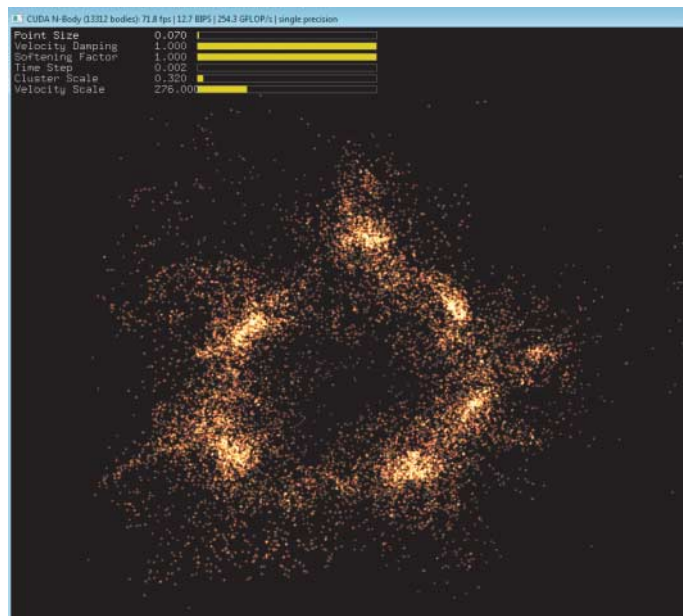 CUDA N-Body (13312 bodies): 71.8 fps | 12.7 BIPS | 254.3 GFLOP/s | single precision
Point Size 0.070
Velocity Damping 1.000
Softening Factor 1.000
Time Step 0.002
Cluster Scale 0.320
Velocity Scale 276.000